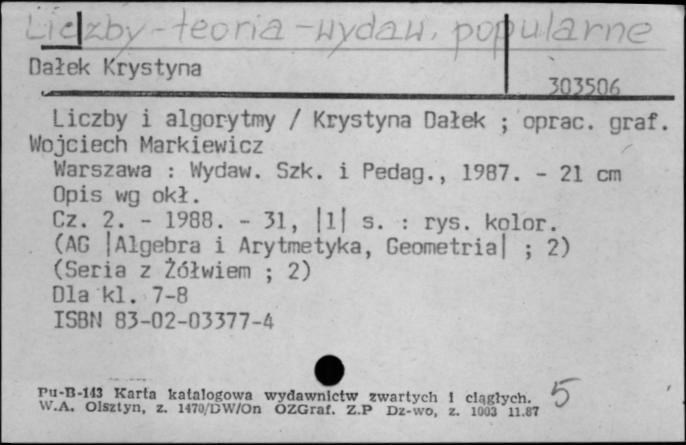 Liczby - teoria - wydaw. popularne
Dałek Krystyna
303506
Liczby i algorytmy / Krystyna Dałek ; oprac. graf.
Wojciech Markiewicz
Warszawa : Wydaw. Szk. i Pedag., 1987. - 21 cm
Opis wg okł.
Cz. 2. - 1988. - 31, |1| s. : rys. kolor.
(AG |Algebra i Arytmetyka, Geometria| ; 2)
(Seria z Żółwiem ; 2)
Dla kl. 7-8
ISBN 83-02-03377-4
Pu-B-143 Karta katalogowa wydawnictw zwartych i ciągłych.
5
W.A. Olsztyn, z. 1470/DW/On OZGraf. Z.P Dz-wo, z. 1003 11.87